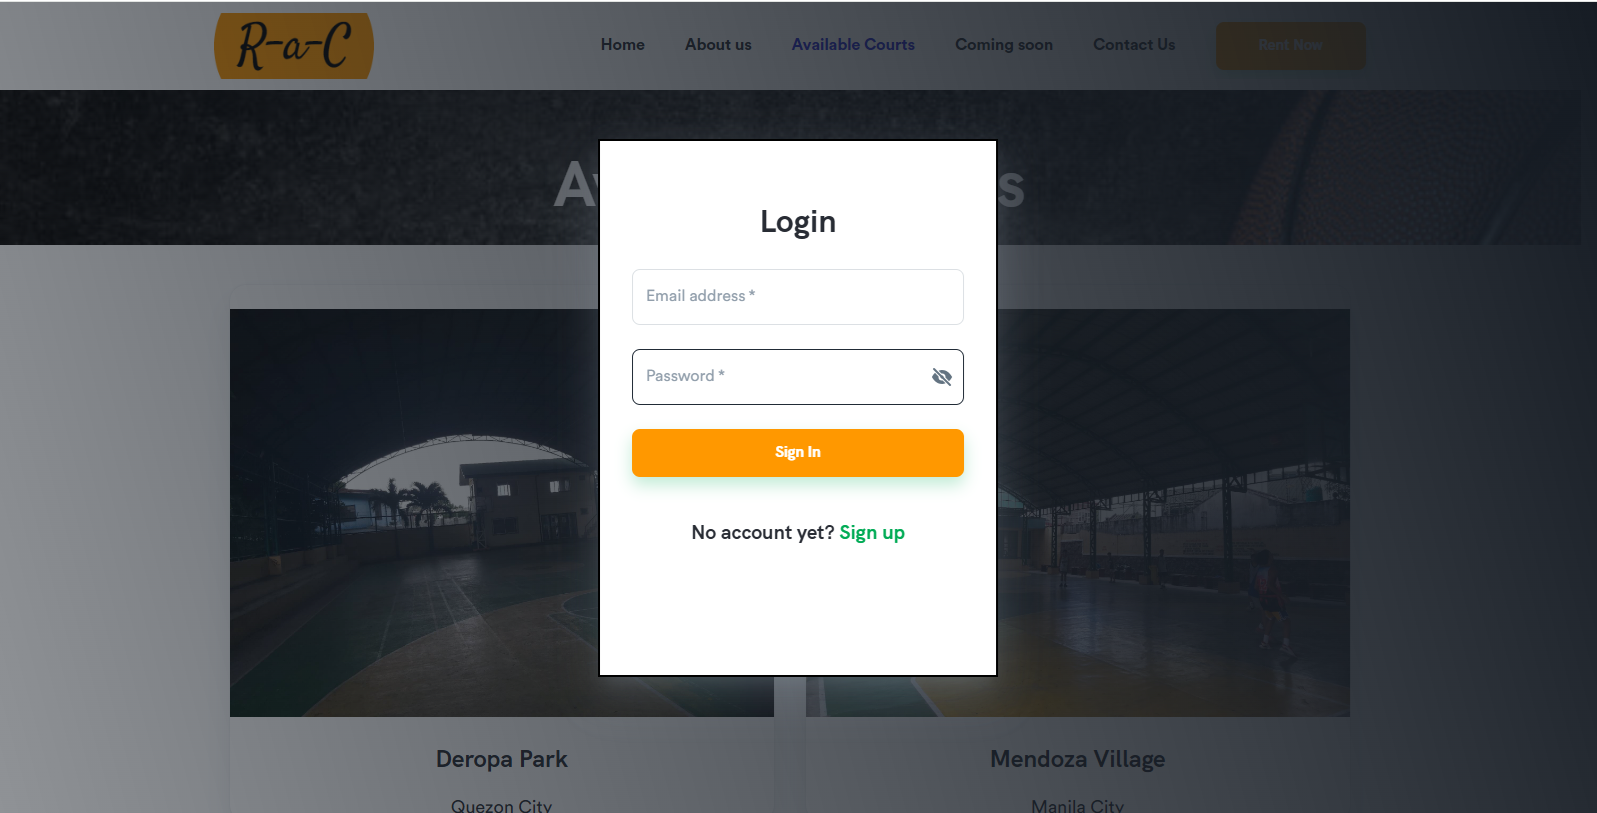 R-a-C
Home
About us
Available Courts
Coming soon
Contact Us
Rent Now
Login
Email address *
Password *
Sign In
No account yet? Sign up
Deropa Park
Quezon City
Mendoza Village
Manila City